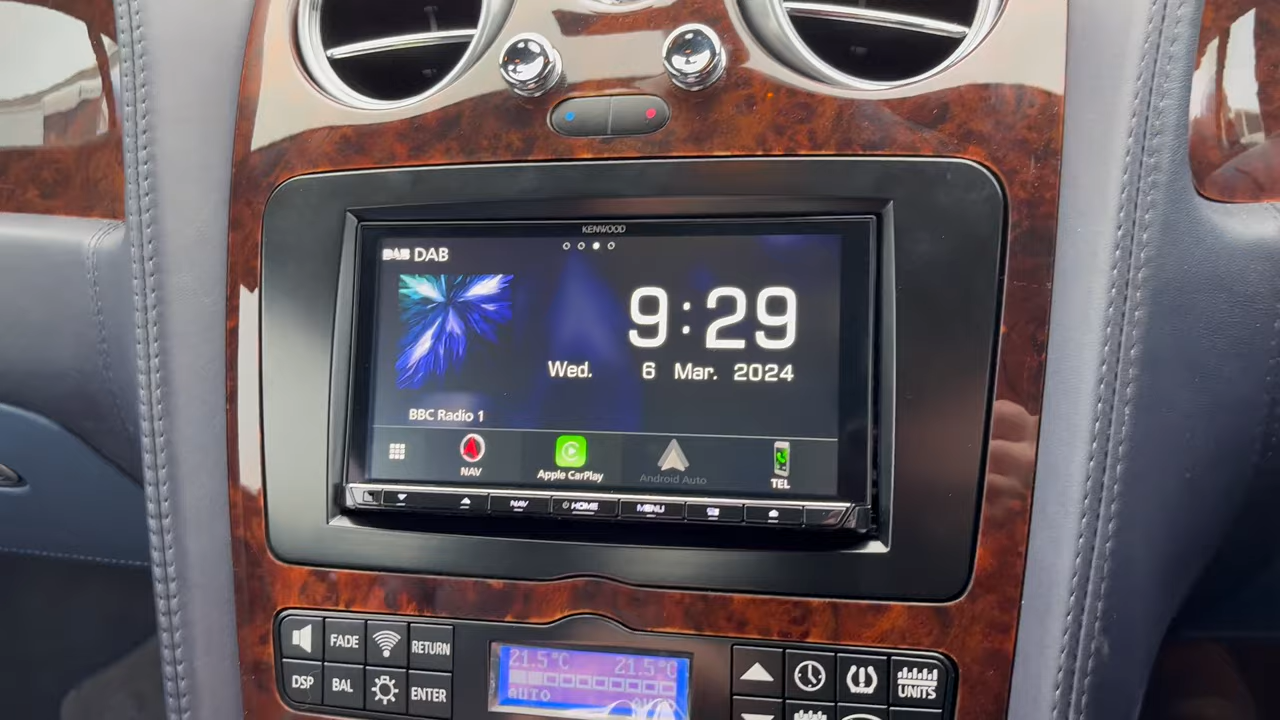 KENWOOD
DAB DAB
9:29
Wed. 6 Mar. 2024
BBC Radio 1
NAV
Apple CarPlay
Android Auto
TEL
NAV HOME MENU
FADE RETURN
DSP BAL ENTER
21.5°C 21.5°C
AUTO
UNITS